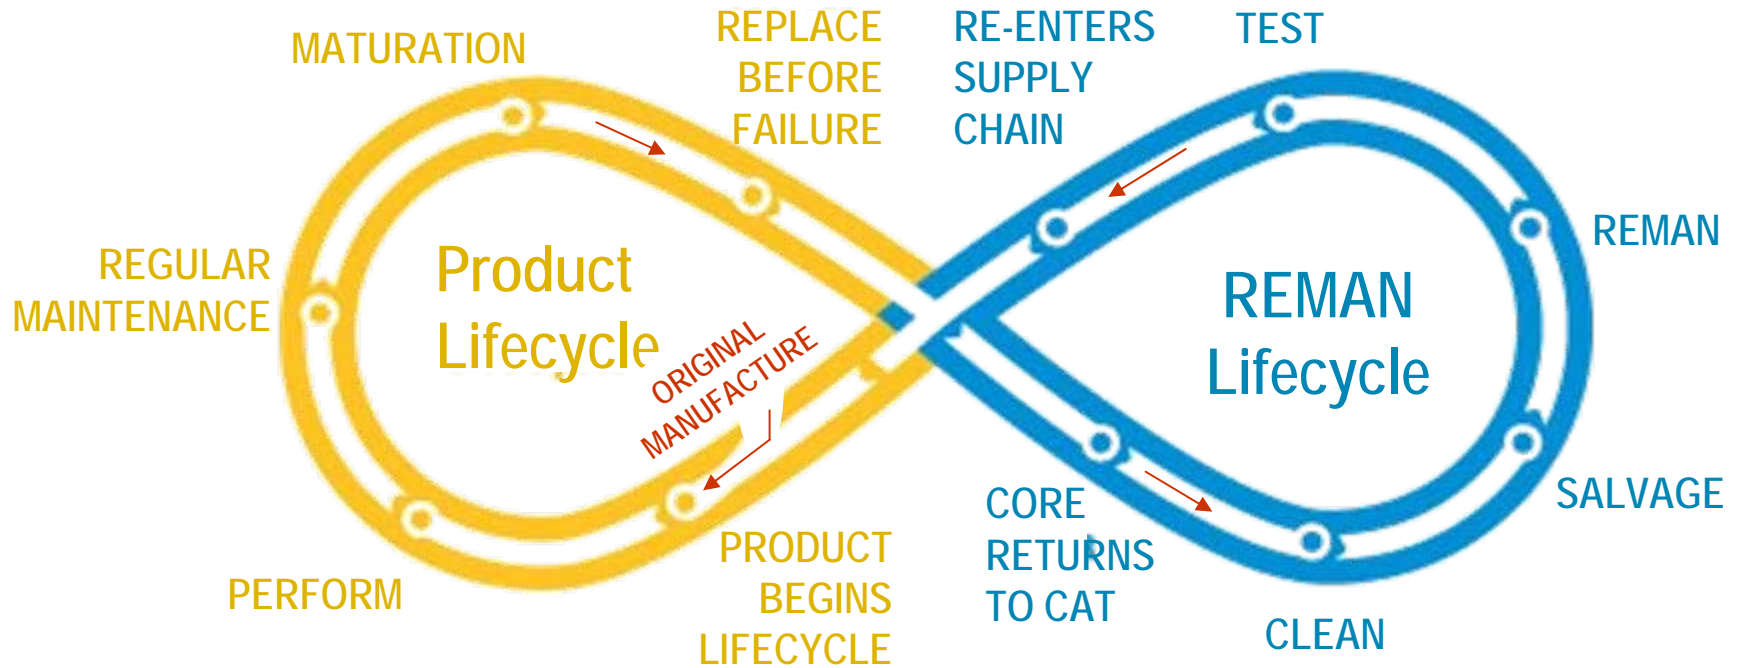 MATURATION
REPLACE
BEFORE
FAILURE
RE-ENTERS
SUPPLY
CHAIN
TEST
REGULAR
MAINTENANCE
Product
Lifecycle
ORIGINAL
MANUFACTURE
REMAN
Lifecycle
REMAN
SALVAGE
PERFORM
PRODUCT
BEGINS
LIFECYCLE
CORE
RETURNS
TO CAT
CLEAN